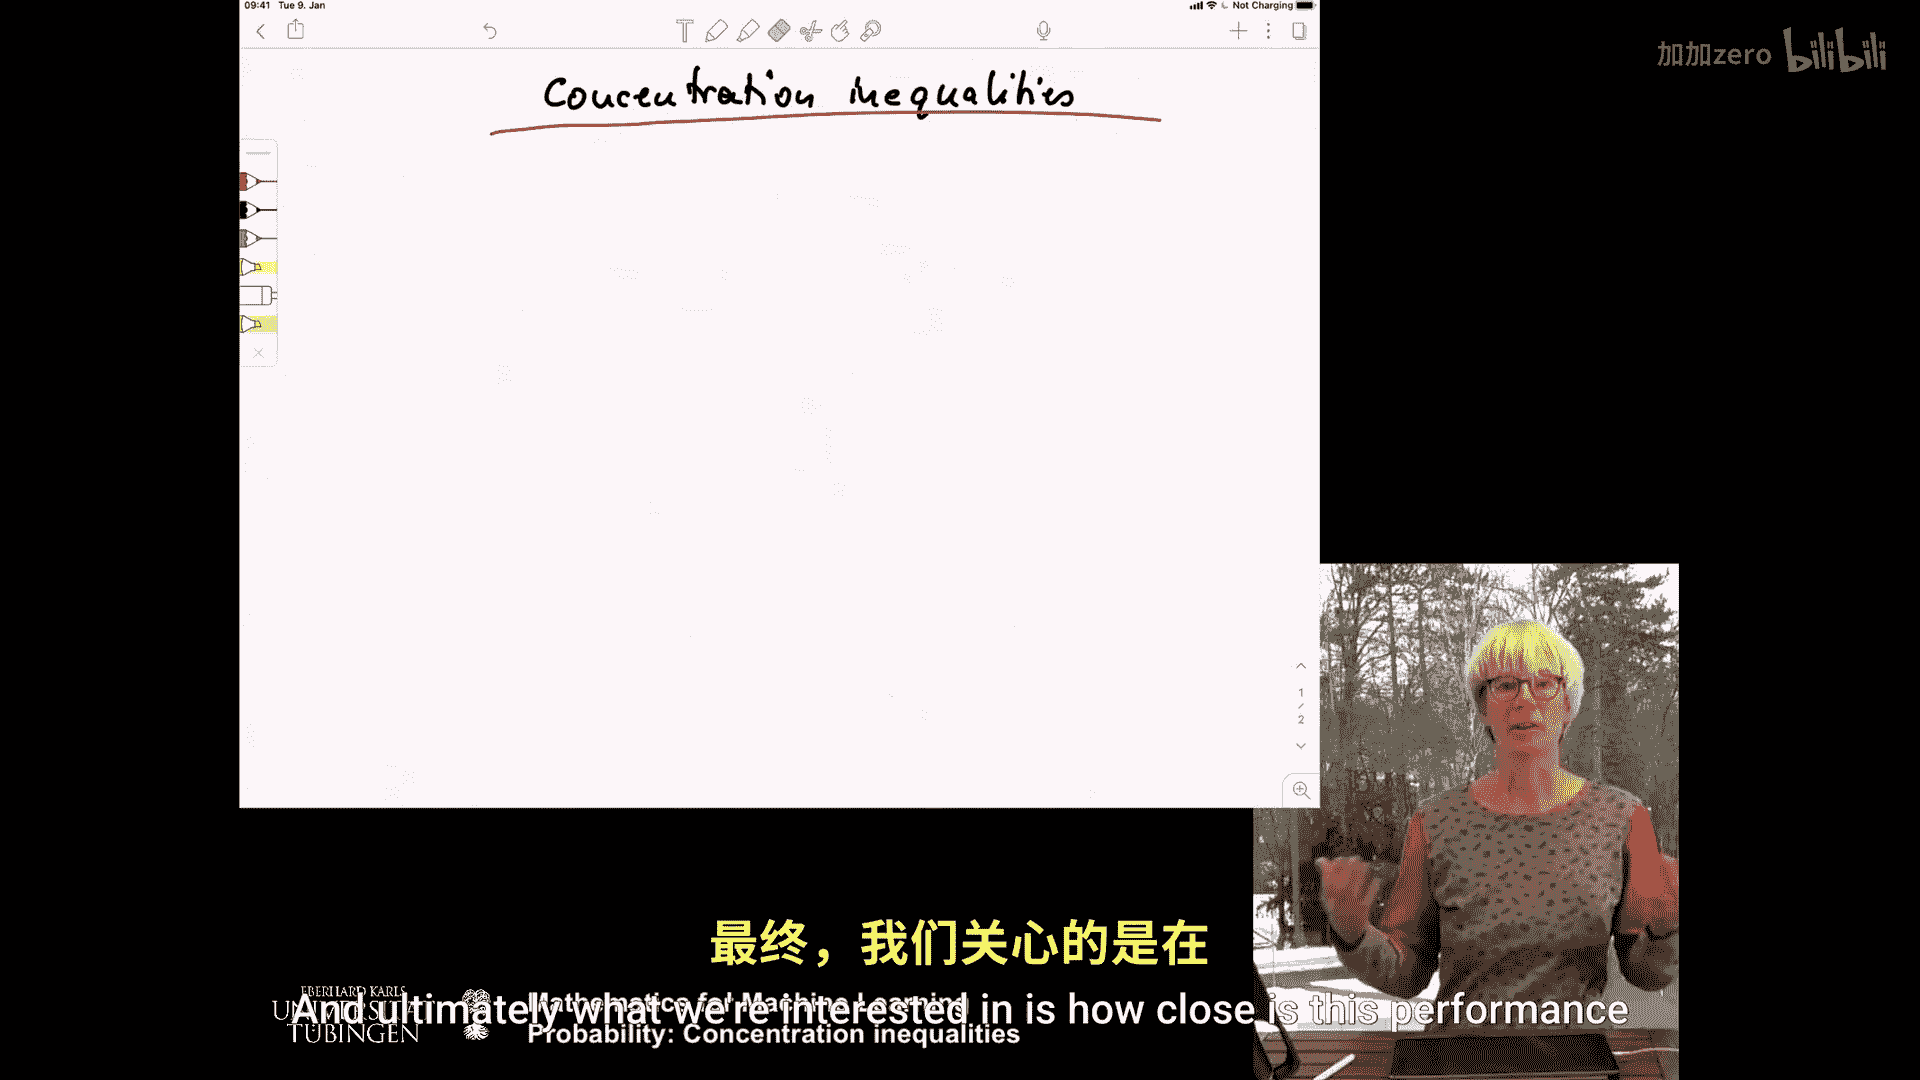 09:41 Tue 9. Jan
Not Charging
加加zero bilibili
Concentration inequalities
1
/
2
最终，我们关心的是在
And ultimately what we're interested in is how close is this performance
EBERHARD KARLS
UNIVERSITÄT
TÜBINGEN
Mathematics for Machine Learning
Probability: Concentration inequalities